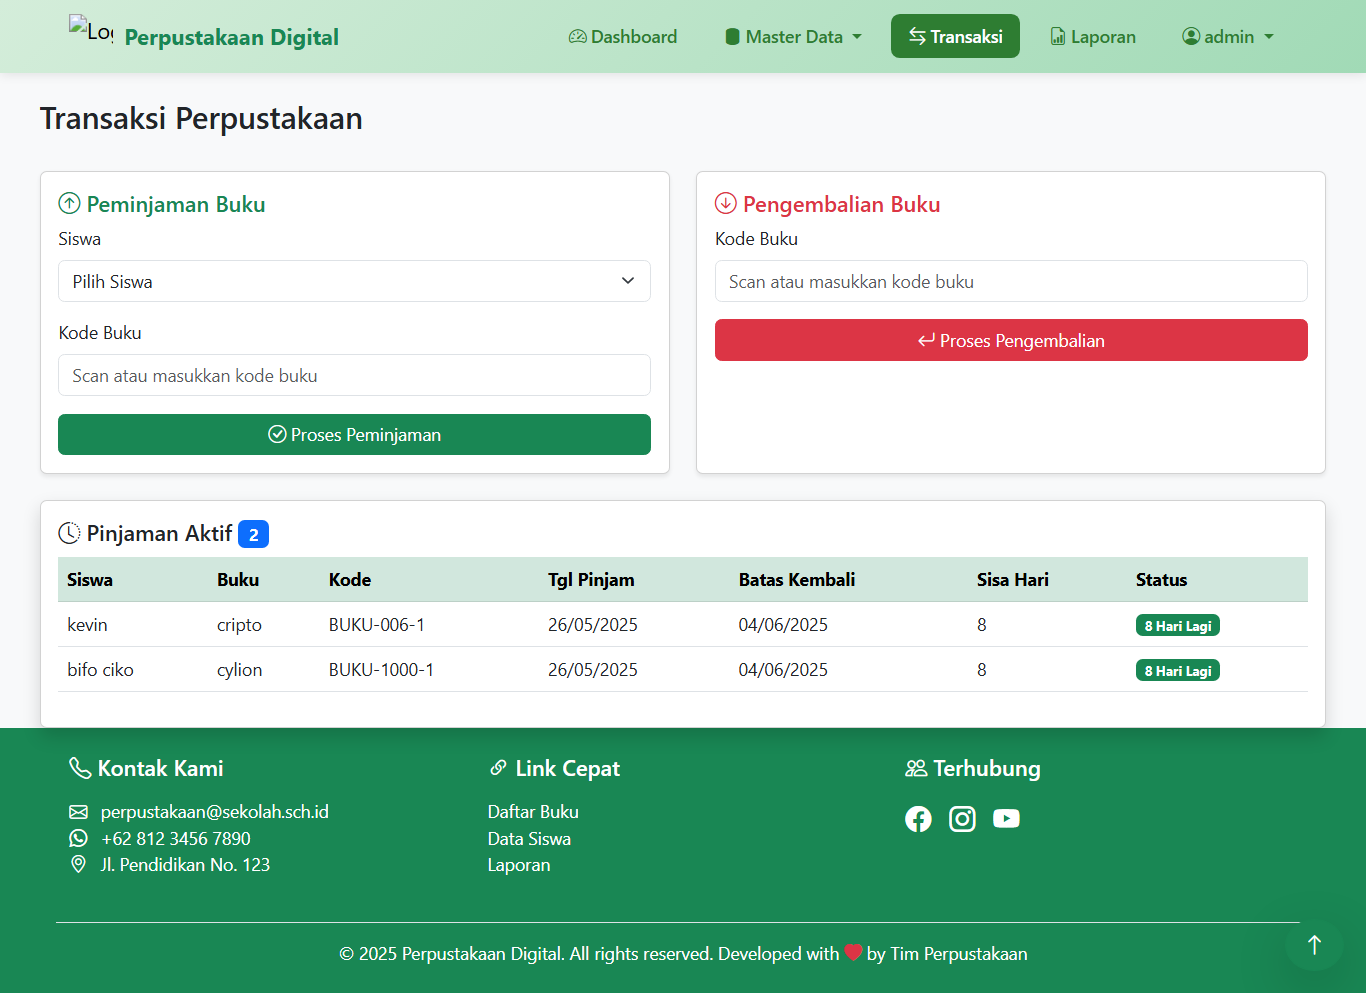 Log Perpustakaan Digital Dashboard Master Data Transaksi Laporan admin
Transaksi Perpustakaan
Peminjaman Buku
Siswa
Pilih Siswa
Kode Buku
Scan atau masukkan kode buku
Proses Peminjaman
Pengembalian Buku
Kode Buku
Scan atau masukkan kode buku
Proses Pengembalian
Pinjaman Aktif 2
Siswa Buku Kode Tgl Pinjam Batas Kembali Sisa Hari Status
kevin cripto BUKU-006-1 26/05/2025 04/06/2025 8 8 Hari Lagi
bifo ciko cylion BUKU-1000-1 26/05/2025 04/06/2025 8 8 Hari Lagi
Kontak Kami
perpustakaan@sekolah.sch.id
+62 812 3456 7890
Jl. Pendidikan No. 123
Link Cepat
Daftar Buku
Data Siswa
Laporan
Terhubung
© 2025 Perpustakaan Digital. All rights reserved. Developed with ❤ by Tim Perpustakaan